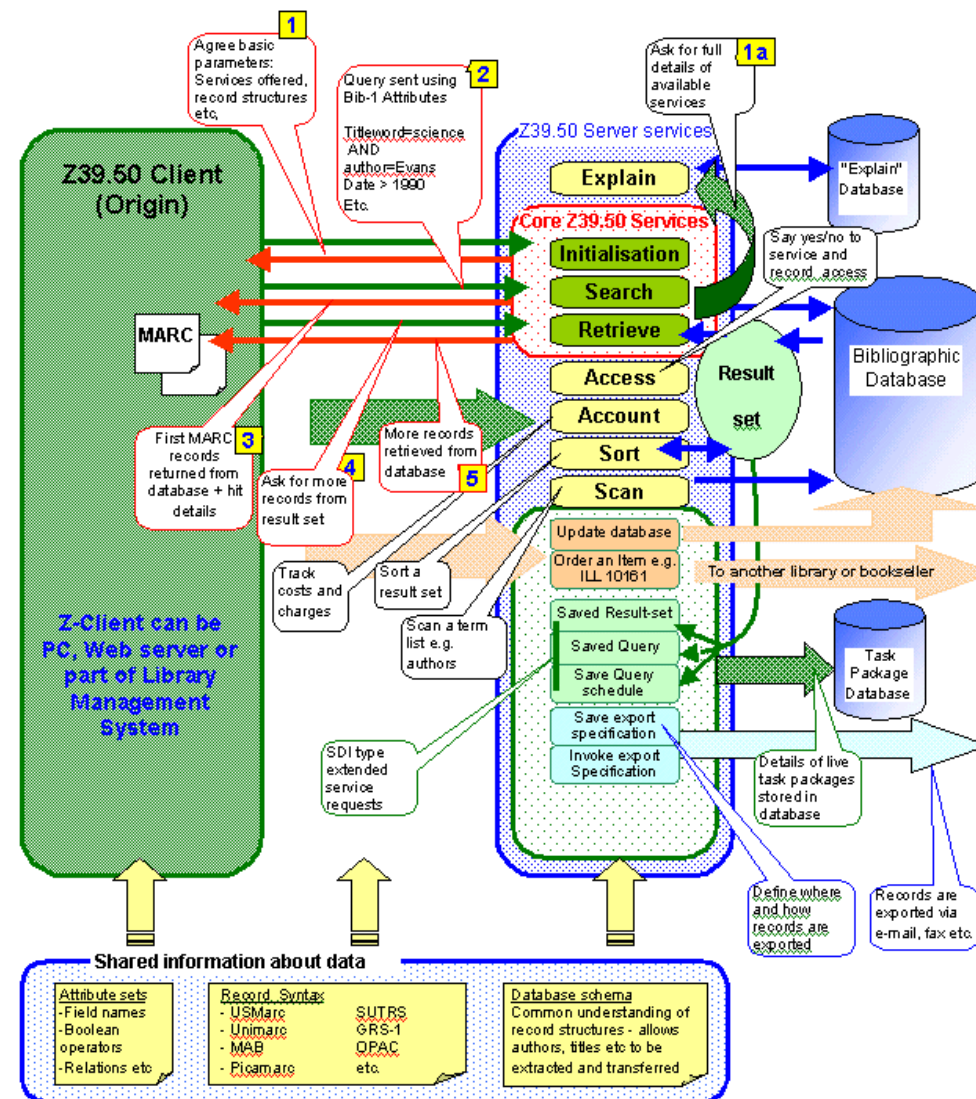 1
Agree basic
parameters:
Services offered,
record structures
etc,
2
Query sent using
Bib-1 Attributes
Titleword=science
AND
author=Evans
Date > 1990
Etc.
1a
Ask for full
details of
available
services
Z39.50 Client
(Origin)
MARC
Z-Client can be
PC, Web server or
part of Library
Management
System
Z39.50 Server services
Explain
Core Z39.50 Services
Initialisation
Search
Retrieve
Access
Account
Sort
Scan
Update database
Order an Item e.g.
ILL 10161
Saved Result-set
Saved Query
Save Query
schedule
Save export
specification
Invoke export
Specification
"Explain"
Database
Say yes/no to
service and
record access
Bibliographic
Database
Result
set
First MARC
records
returned from
database + hit
details
3
Ask for more
records from
result set
4
More records
retrieved from
database
5
Track
costs and
charges
Sort a
result set
Scan a term
list e.g.
authors
To another library or bookseller
Task
Package
Database
SDI type
extended
service
requests
Details of live
task packages
stored in
database
Define where
and how
records are
exported
Records are
exported via
e-mail, fax etc.
Shared information about data
Attribute sets
-Field names
-Boolean
operators
-Relations etc
Record Syntax
- USMarc SUTRS
- Unimarc GRS-1
- MAB OPAC
- Picamarc etc.
Database schema
Common understanding of
record structures - allows
authors, titles etc to be
extracted and transferred